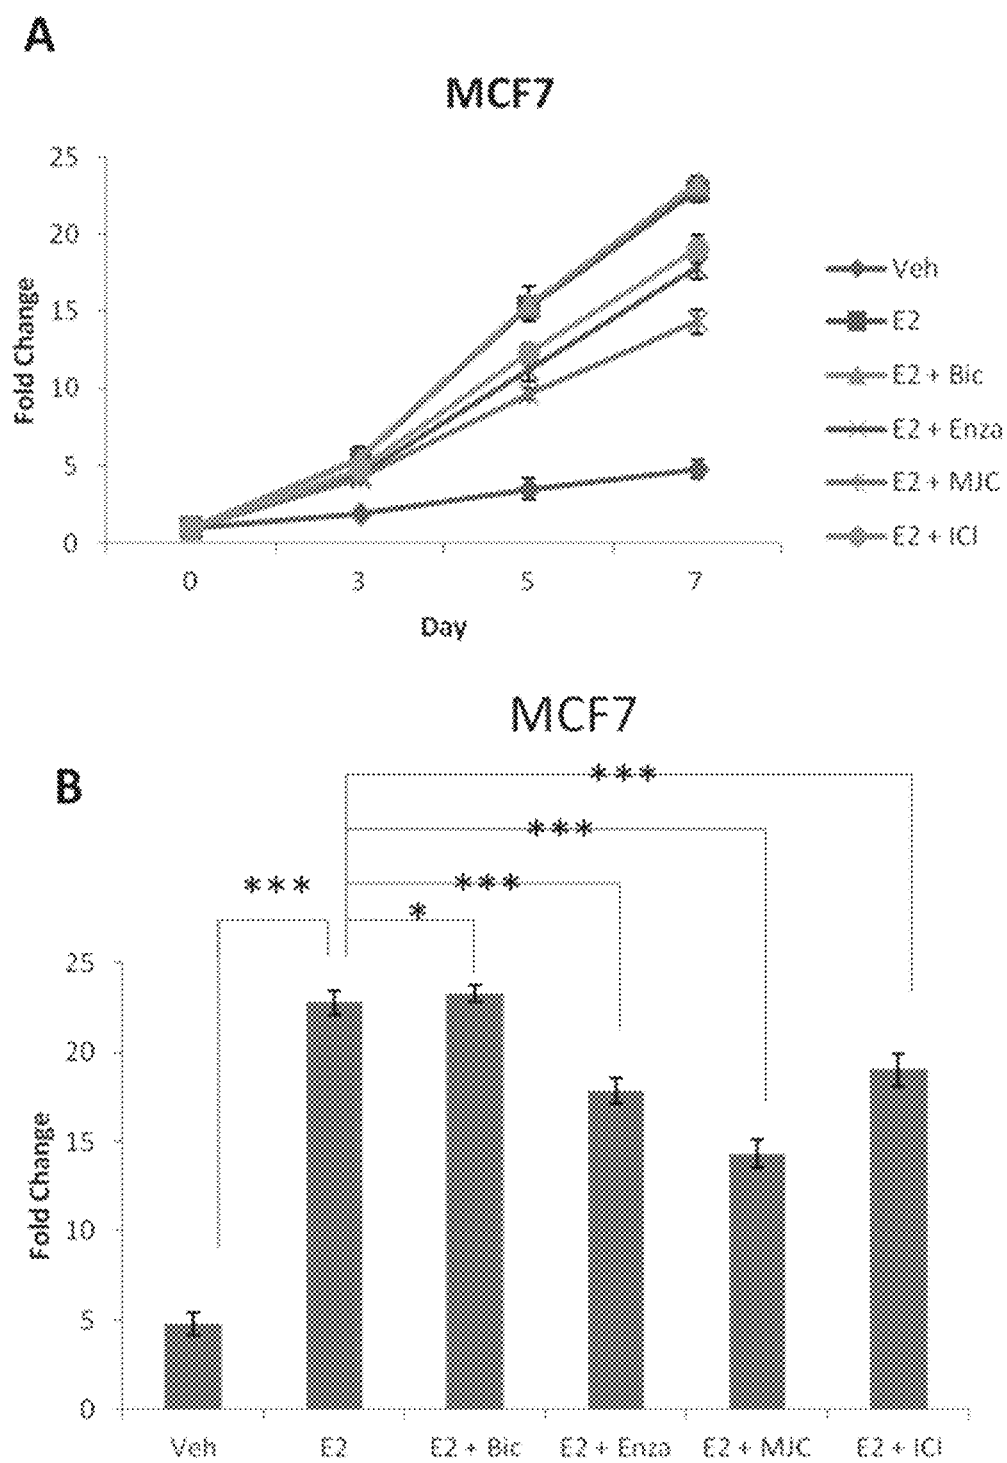 A
MCF7
Fold Change
25
20
15
10
5
0
0 3 5 7
Day
Veh
E2
E2 + Bic
E2 + Enza
E2 + MJC
E2 + ICI
MCF7
B
***
***
***
***
*
Fold Change
25
20
15
10
5
0
Veh E2 E2 + Bic E2 + Enza E2 + MJC E2 + ICI